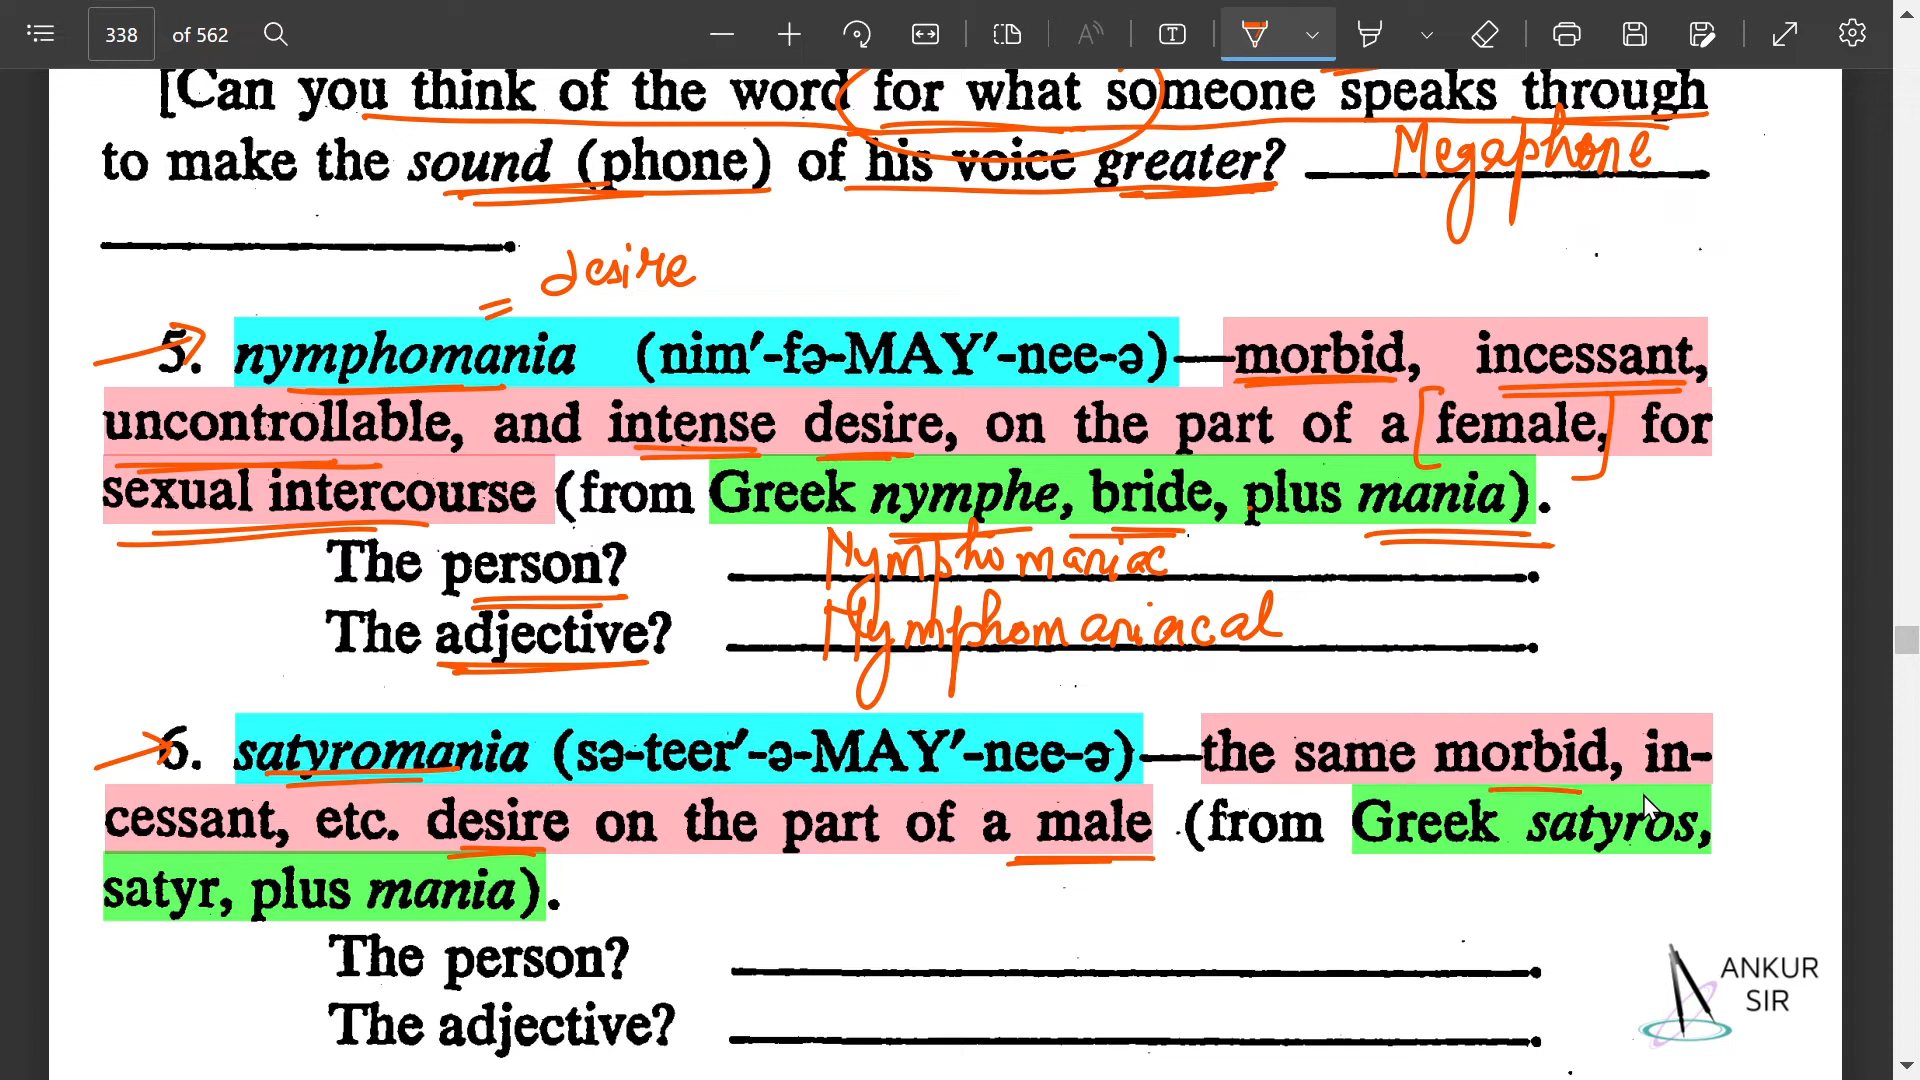 338 of 562
[Can you think of the word for what someone speaks through
to make the sound (phone) of his voice greater? Megaphone
desire
5. nymphomania (nim′-fə-MAY′-nee-ə)—morbid, incessant,
uncontrollable, and intense desire, on the part of a [female,] for
sexual intercourse (from Greek nymphe, bride, plus mania).
The person? Nymphomaniac
The adjective? Nymphomaniacal
6. satyromania (sə-teer′-ə-MAY′-nee-ə)—the same morbid, in-
cessant, etc. desire on the part of a male (from Greek satyros,
satyr, plus mania).
The person?
The adjective?
ANKUR
SIR